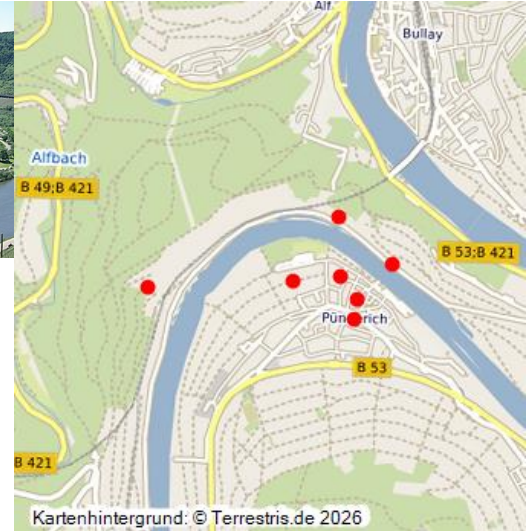 Alf
Bullay
Alfbach
B 49;B 421
B 53;B 421
Pünderich
B 53
B 421
Kartenhintergrund: © Terrestris.de 2026